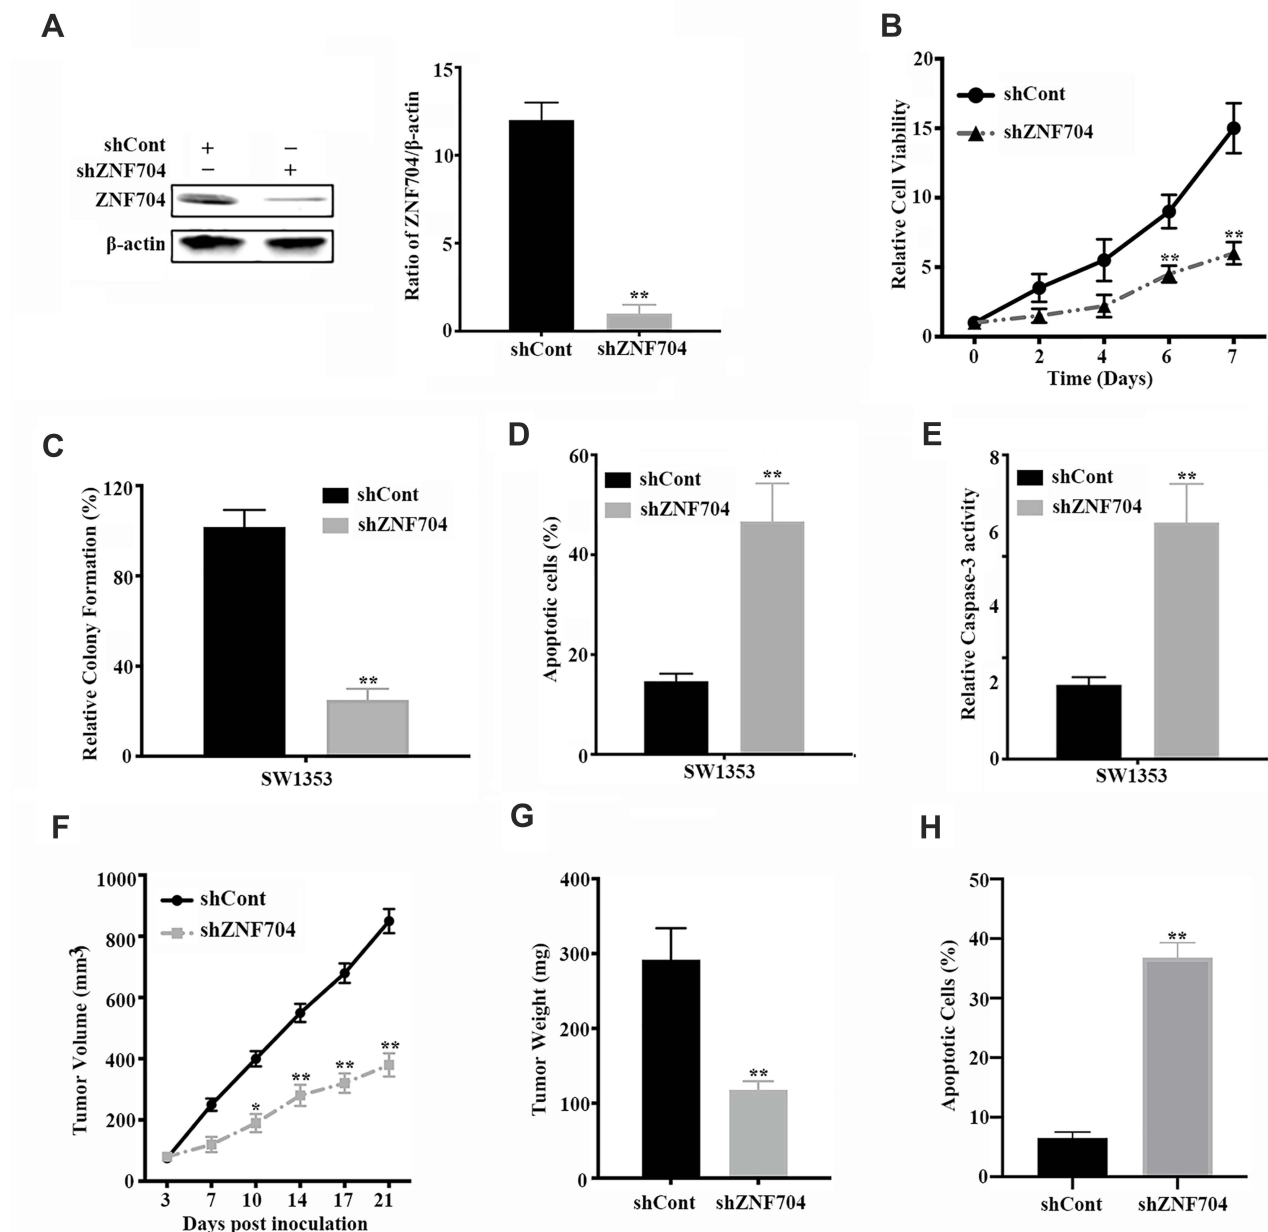 A
shCont + −
shZNF704 − +
ZNF704
β-actin
Ratio of ZNF704/β-actin
15
10
5
0
**
shCont shZNF704
B
Relative Cell Viability
20
15
10
5
0
shCont
shZNF704
** **
0 2 4 6 7
Time (Days)
C
Relative Colony Formation (%)
120
80
40
0
shCont
shZNF704
**
SW1353
D
Apoptotic cells (%)
60
40
20
0
shCont
shZNF704
**
SW1353
E
Relative Caspase-3 activity
8
6
4
2
0
shCont
shZNF704
**
SW1353
F
Tumor Volume (mm3)
1000
800
600
400
200
0
shCont
shZNF704
* ** ** **
3 7 10 14 17 21
Days post inoculation
G
Tumor Weight (mg)
400
300
200
100
0
**
shCont shZNF704
H
Apoptotic Cells (%)
50
40
30
20
10
0
**
shCont shZNF704